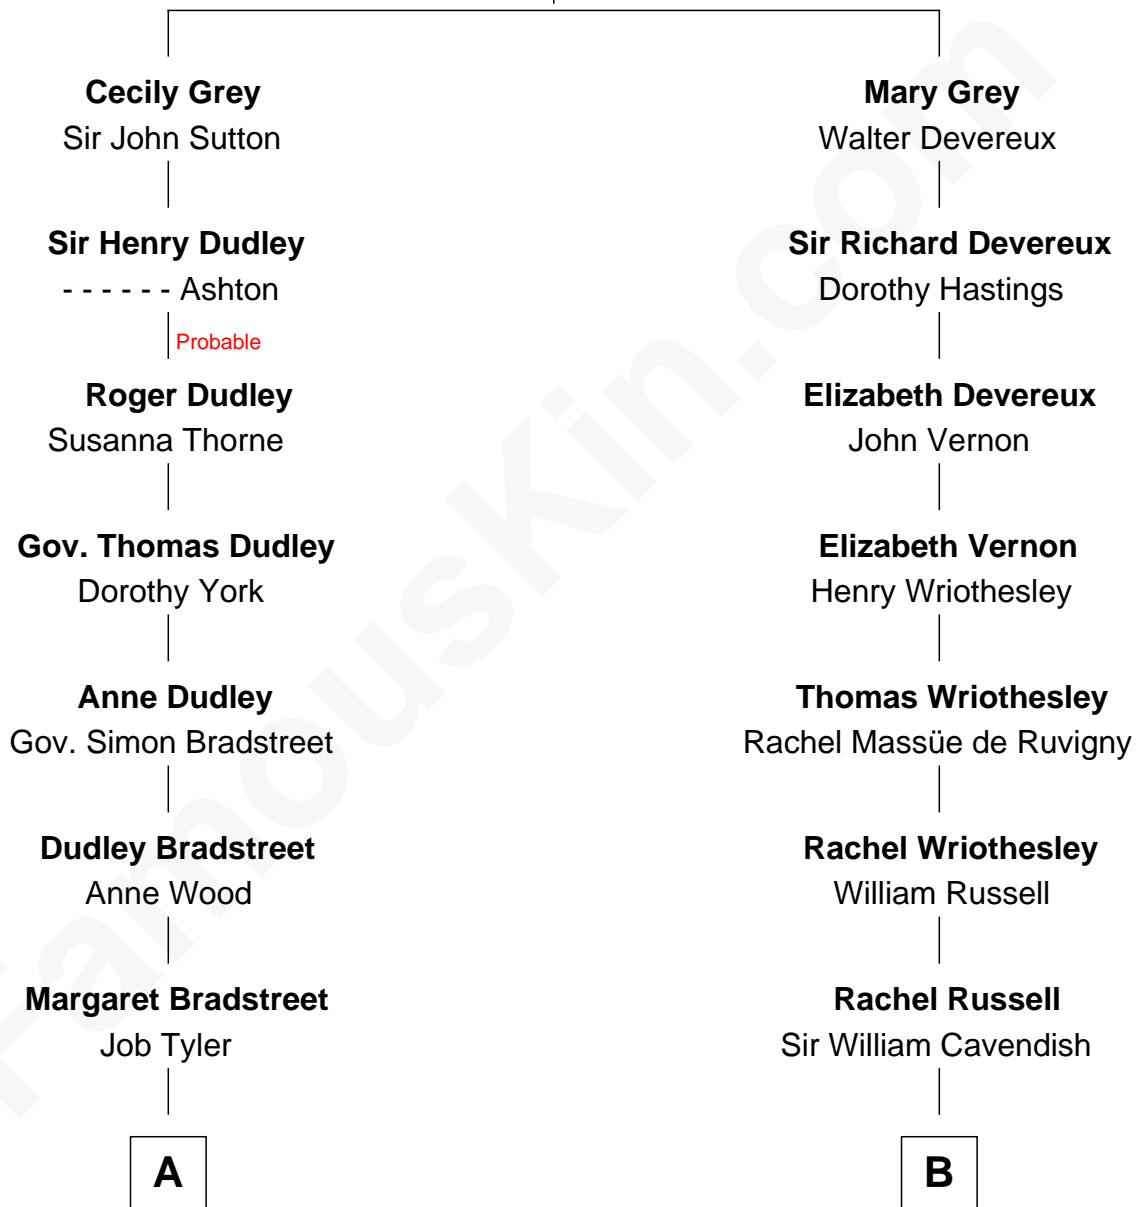 Cecily Grey
Sir John Sutton
Sir Henry Dudley
- - - - - - Ashton
Probable
Roger Dudley
Susanna Thorne
Gov. Thomas Dudley
Dorothy York
Anne Dudley
Gov. Simon Bradstreet
Dudley Bradstreet
Anne Wood
Margaret Bradstreet
Job Tyler
A
Mary Grey
Walter Devereux
Sir Richard Devereux
Dorothy Hastings
Elizabeth Devereux
John Vernon
Elizabeth Vernon
Henry Wriothesley
Thomas Wriothesley
Rachel Massüe de Ruvigny
Rachel Wriothesley
William Russell
Rachel Russell
Sir William Cavendish
B
FamousKin.com